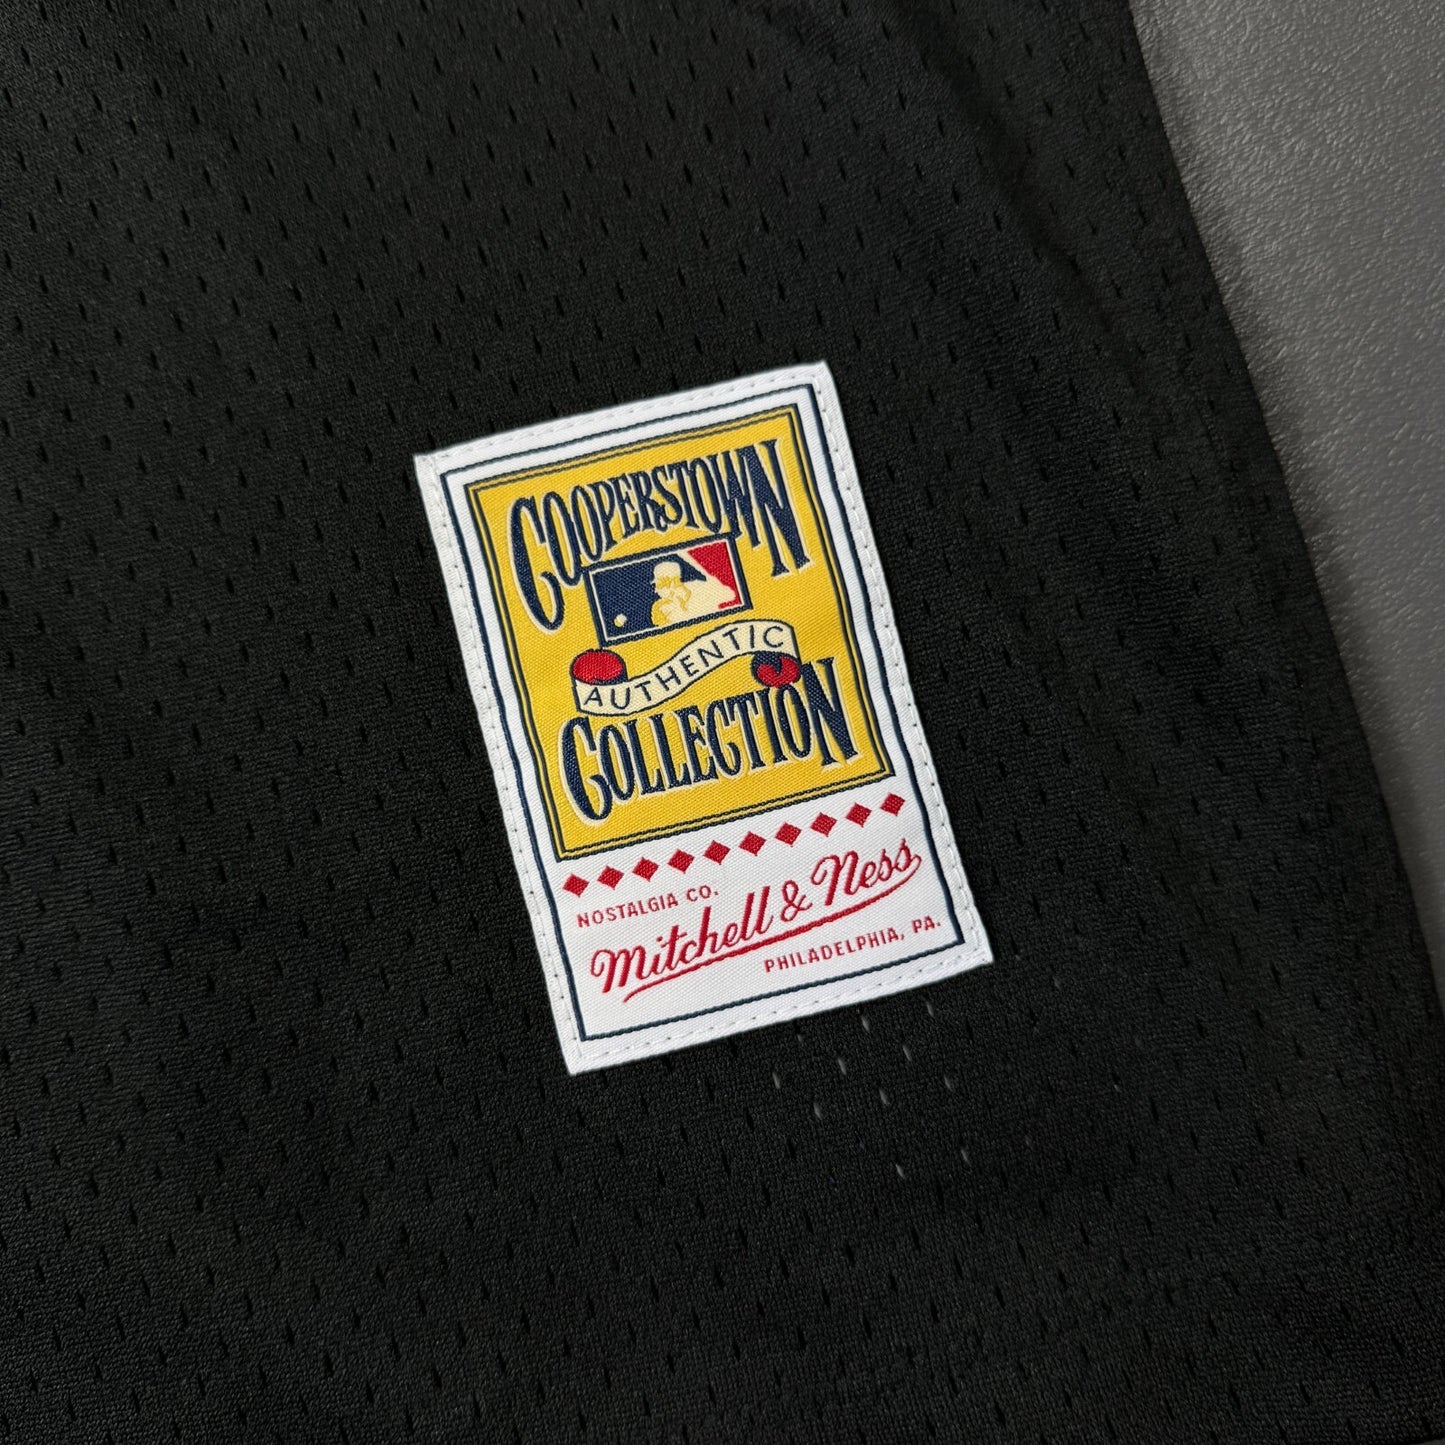 COOPERSTOWN
AUTHENTIC
COLLECTION
NOSTALGIA CO.
Mitchell & Ness
PHILADELPHIA, PA.